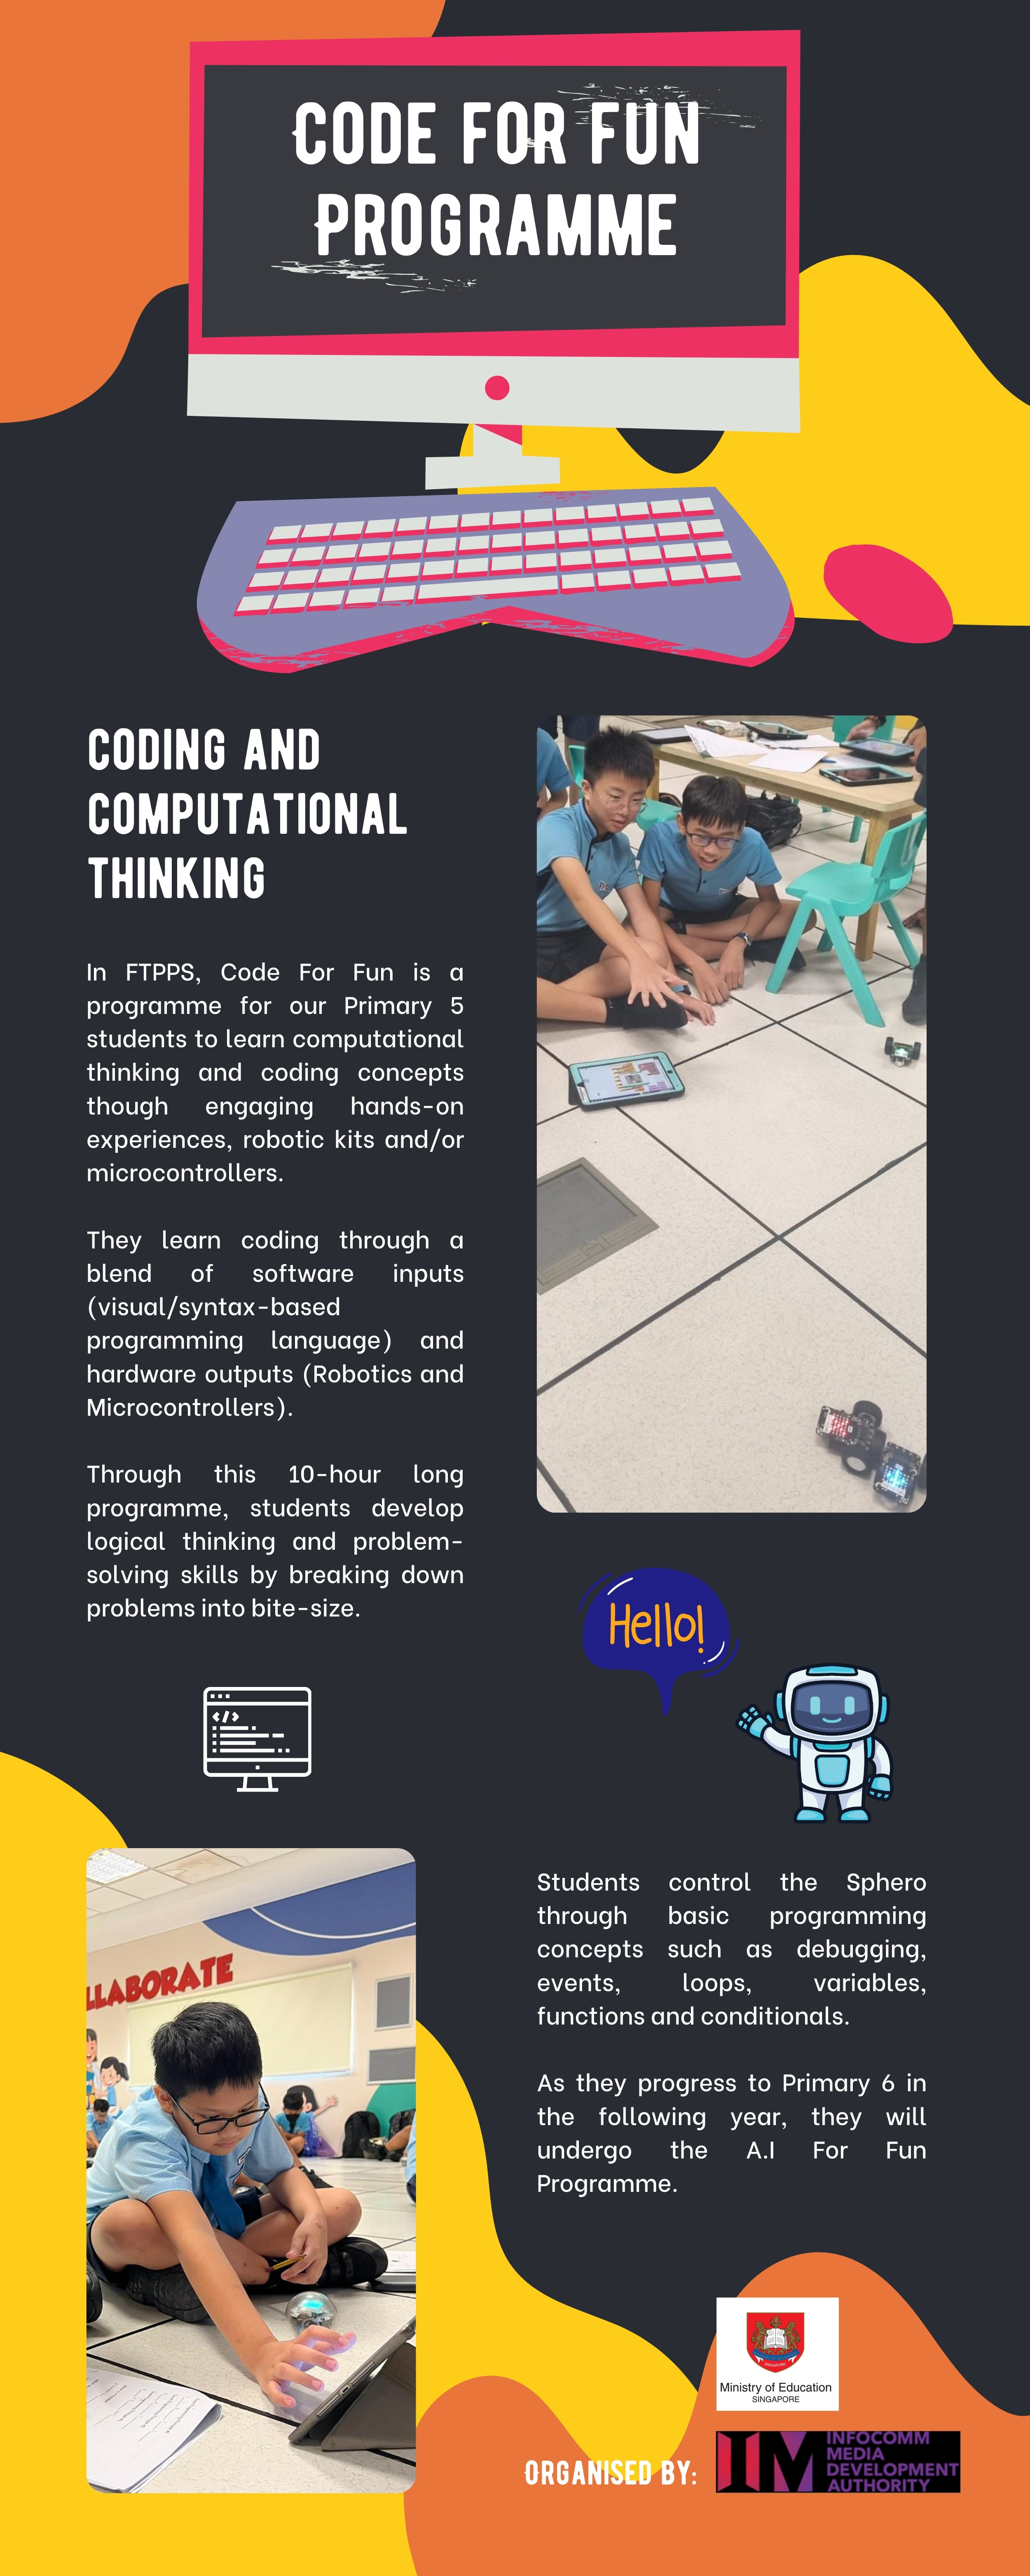 CODE FOR FUN
PROGRAMME
CODING AND
COMPUTATIONAL
THINKING
In FTPPS, Code For Fun is a
programme for our Primary 5
students to learn computational
thinking and coding concepts
though engaging hands-on
experiences, robotic kits and/or
microcontrollers.
They learn coding through a
blend of software inputs
(visual/syntax-based
programming language) and
hardware outputs (Robotics and
Microcontrollers).
Through this 10-hour long
programme, students develop
logical thinking and problem-
solving skills by breaking down
problems into bite-size.
Hello!
</>
LLABORATE
Students control the Sphero
through basic programming
concepts such as debugging,
events, loops, variables,
functions and conditionals.
As they progress to Primary 6 in
the following year, they will
undergo the A.I For Fun
Programme.
Ministry of Education
SINGAPORE
ORGANISED BY:
IM
INFOCOMM
MEDIA
DEVELOPMENT
AUTHORITY